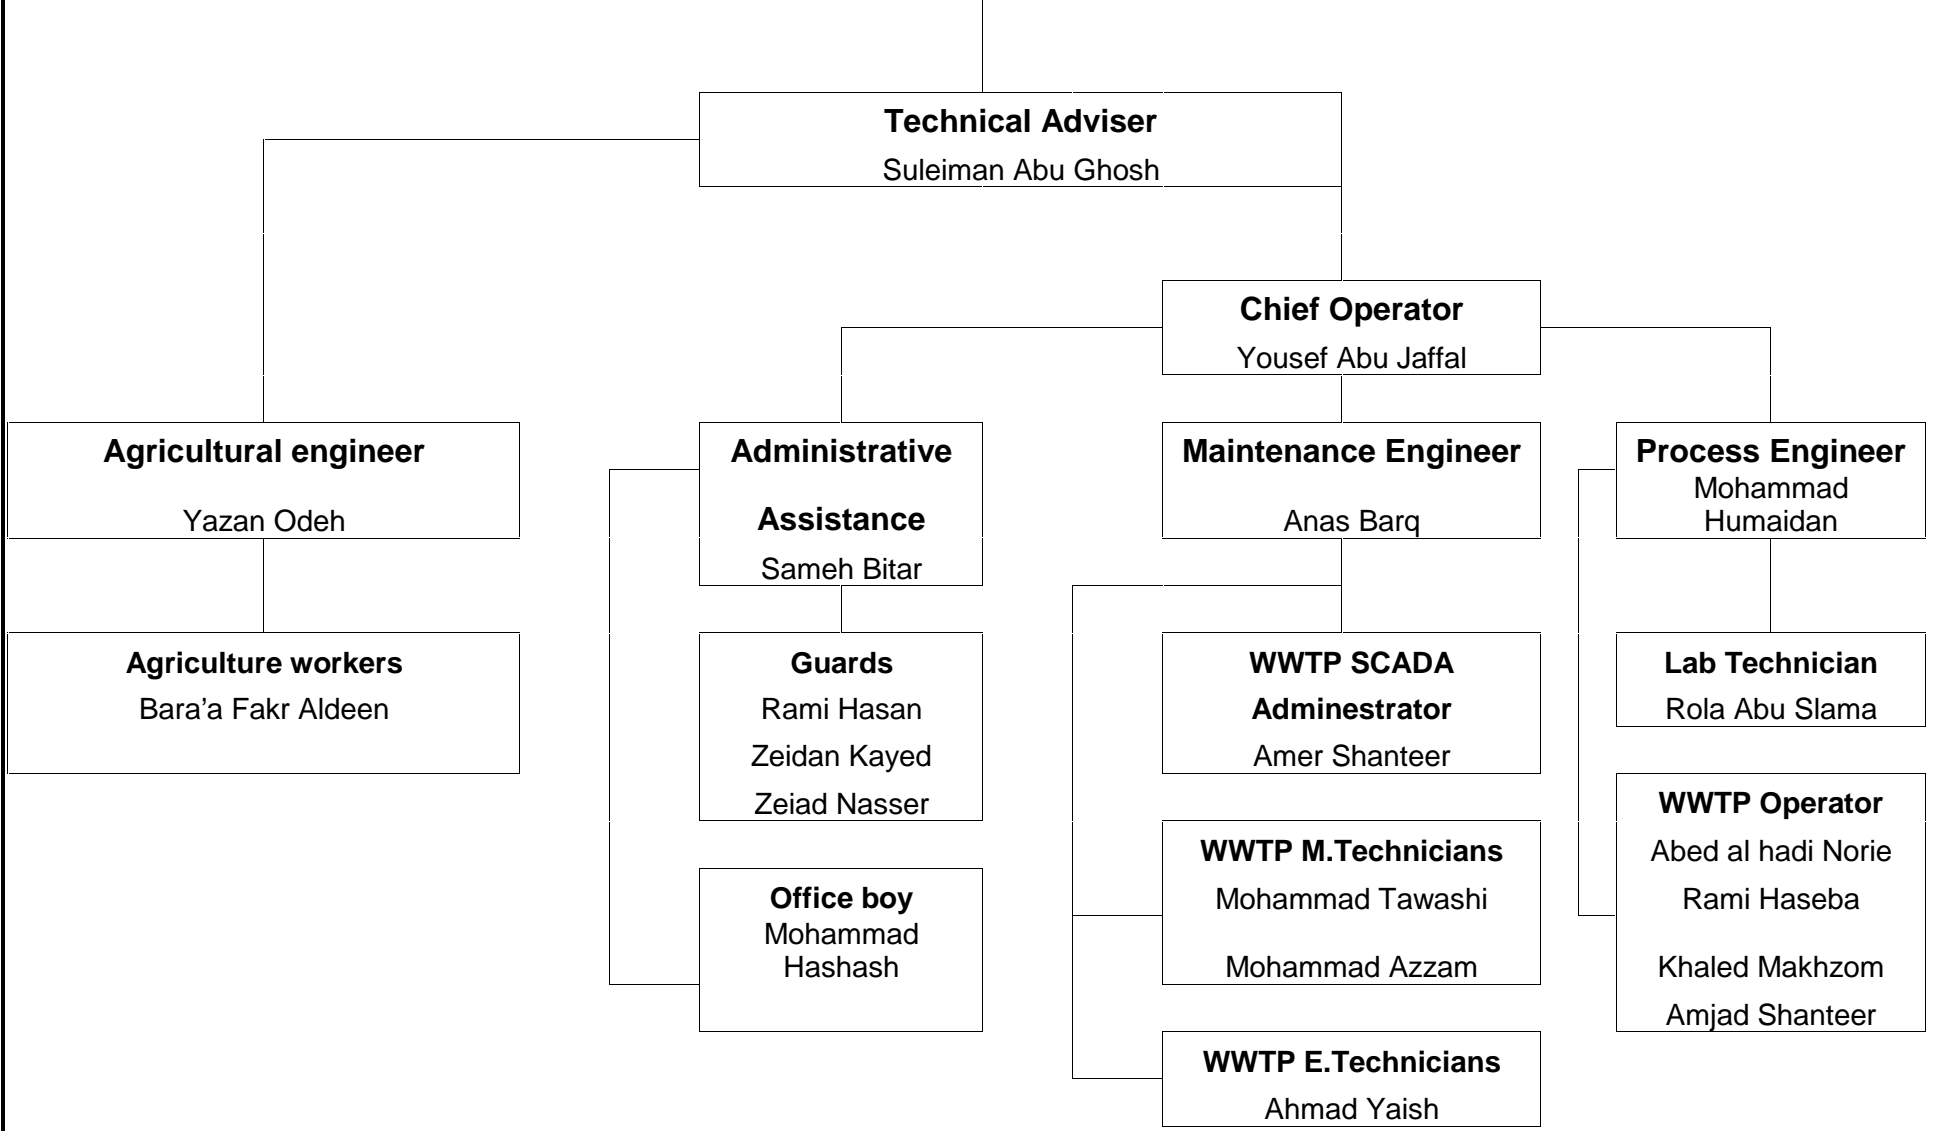 Technical Adviser
Suleiman Abu Ghosh
Chief Operator
Yousef Abu Jaffal
Agricultural engineer
Yazan Odeh
Administrative
Assistance
Sameh Bitar
Maintenance Engineer
Anas Barq
Process Engineer
Mohammad
Humaidan
Agriculture workers
Bara’a Fakr Aldeen
Guards
Rami Hasan
Zeidan Kayed
Zeiad Nasser
Office boy
Mohammad
Hashash
WWTP SCADA
Adminestrator
Amer Shanteer
WWTP M.Technicians
Mohammad Tawashi
Mohammad Azzam
WWTP E.Technicians
Ahmad Yaish
Lab Technician
Rola Abu Slama
WWTP Operator
Abed al hadi Norie
Rami Haseba
Khaled Makhzom
Amjad Shanteer